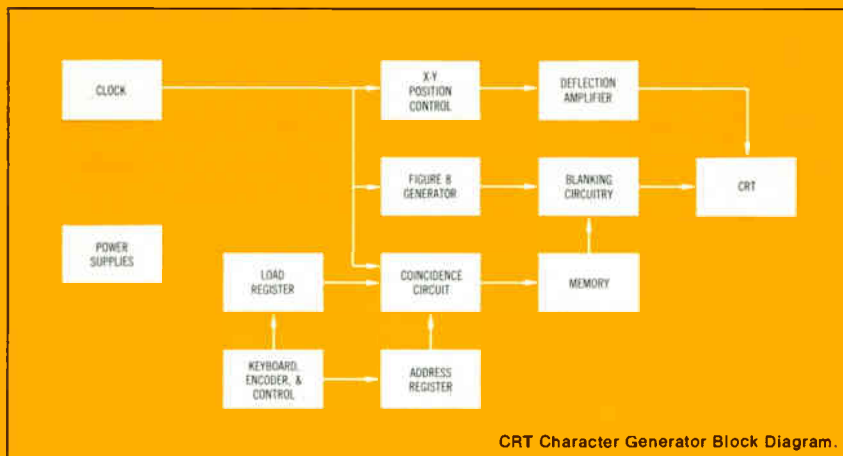 CLOCK
X-Y
POSITION
CONTROL
DEFLECTION
AMPLIFIER
FIGURE 8
GENERATOR
BLANKING
CIRCUITRY
CRT
POWER
SUPPLIES
LOAD
REGISTER
COINCIDENCE
CIRCUIT
MEMORY
KEYBOARD,
ENCODER, &
CONTROL
ADDRESS
REGISTER
CRT Character Generator Block Diagram.